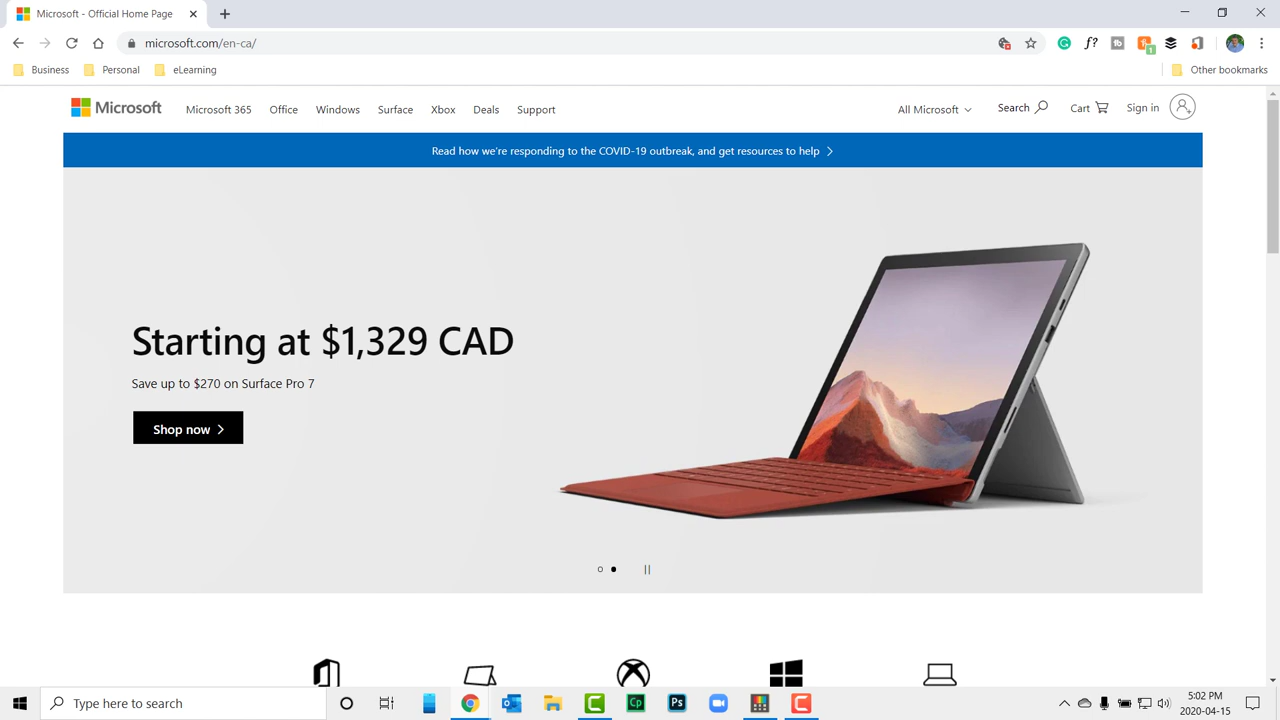 Microsoft - Official Home Page
microsoft.com/en-ca/
f?
1
Business
Personal
eLearning
Other bookmarks
Microsoft
Microsoft 365
Office
Windows
Surface
Xbox
Deals
Support
All Microsoft
Search
Cart
Sign in
Read how we're responding to the COVID-19 outbreak, and get resources to help
Starting at $1,329 CAD
Save up to $270 on Surface Pro 7
Shop now
Type here to search
Cp
Ps
5:02 PM
2020-04-15